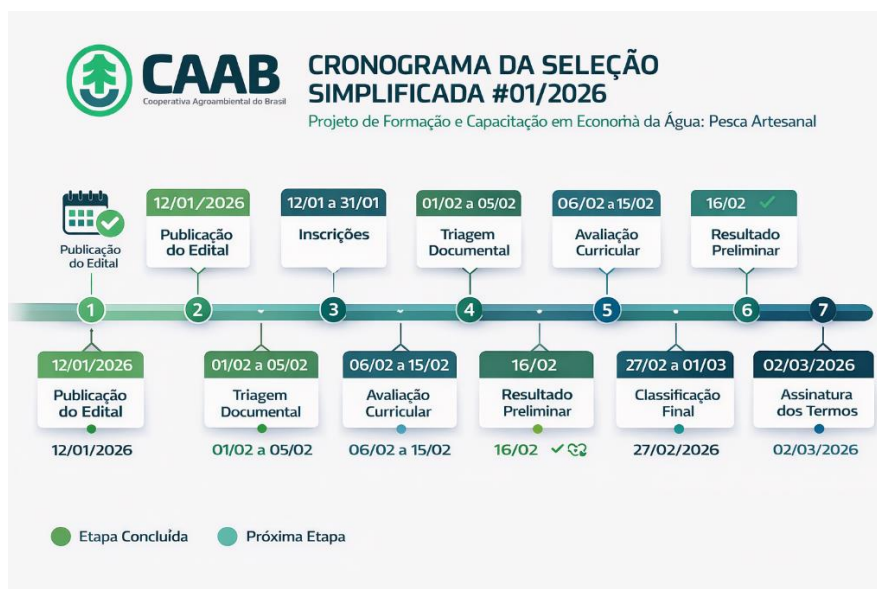 CAAB
Cooperativa Agroambiental do Brasil
CRONOGRAMA DA SELEÇÃO
SIMPLIFICADA #01/2026
Projeto de Formação e Capacitação em Economià da Água: Pesca Artesanal
Publicação
do Edital
12/01/2026
Publicação
do Edital
12/01 a 31/01
Inscrições
01/02 a 05/02
Triagem
Documental
06/02 a 15/02
Avaliação
Curricular
16/02
Resultado
Preliminar
1
2
3
4
5
6
7
12/01/2026
Publicação
do Edital
12/01/2026
01/02 a 05/02
Triagem
Documental
01/02 a 05/02
06/02 a 15/02
Avaliação
Curricular
06/02 a 15/02
16/02
Resultado
Preliminar
16/02
27/02 a 01/03
Classificação
Final
27/02/2026
02/03/2026
Assinatura
dos Termos
02/03/2026
Etapa Concluída
Próxima Etapa